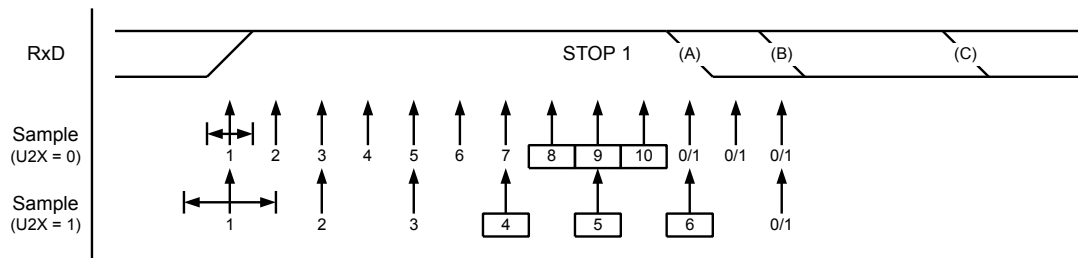 RxD STOP 1 (A) (B) (C)
Sample
(U2X = 0)
1 2 3 4 5 6 7 8 9 10 0/1 0/1 0/1
Sample
(U2X = 1)
1 2 3 4 5 6 0/1